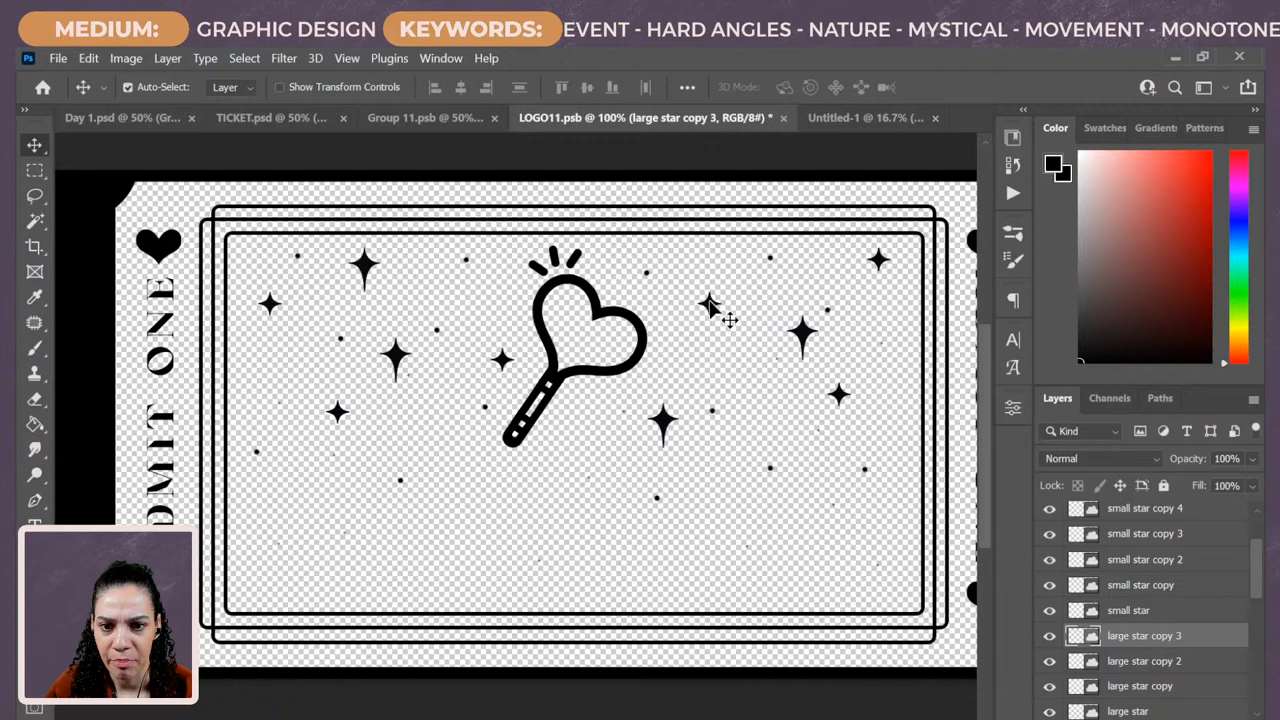 MEDIUM: GRAPHIC DESIGN KEYWORDS: EVENT - HARD ANGLES - NATURE - MYSTICAL - MOVEMENT - MONOTONE
Ps File Edit Image Layer Type Select Filter 3D View Plugins Window Help
Auto-Select: Layer Show Transform Controls 3D Mode:
Day 1.psd @ 50% (Gr... TICKET.psd @ 50% (... Group 11.psb @ 50%... LOGO11.psb @ 100% (large star copy 3, RGB/8#) * Untitled-1 @ 16.7% (...
Color Swatches Gradients Patterns
DMIT ONE
Layers Channels Paths
Kind
Normal Opacity: 100%
Lock: Fill: 100%
small star copy 4
small star copy 3
small star copy 2
small star copy
small star
large star copy 3
large star copy 2
large star copy
large star